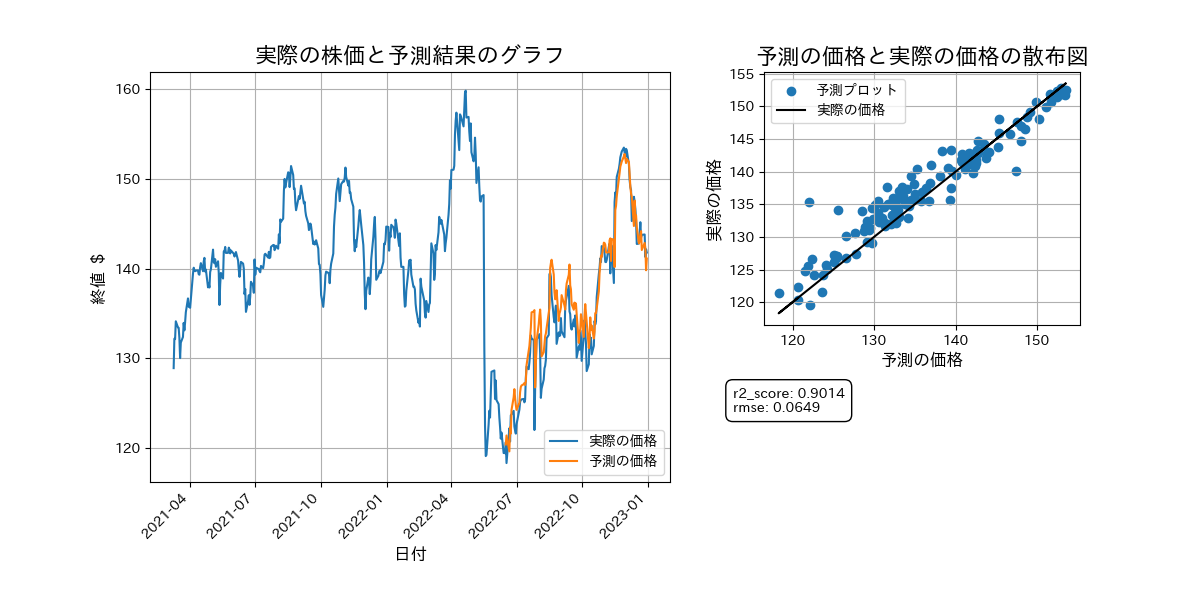 実際の株価と予測結果のグラフ
終値 $
160
150
140
130
120
2021-04
2021-07
2021-10
2022-01
2022-04
2022-07
2022-10
2023-01
日付
実際の価格
予測の価格
予測の価格と実際の価格の散布図
実際の価格
155
150
145
140
135
130
125
120
120
130
140
150
予測の価格
予測プロット
実際の価格
r2_score: 0.9014
rmse: 0.0649